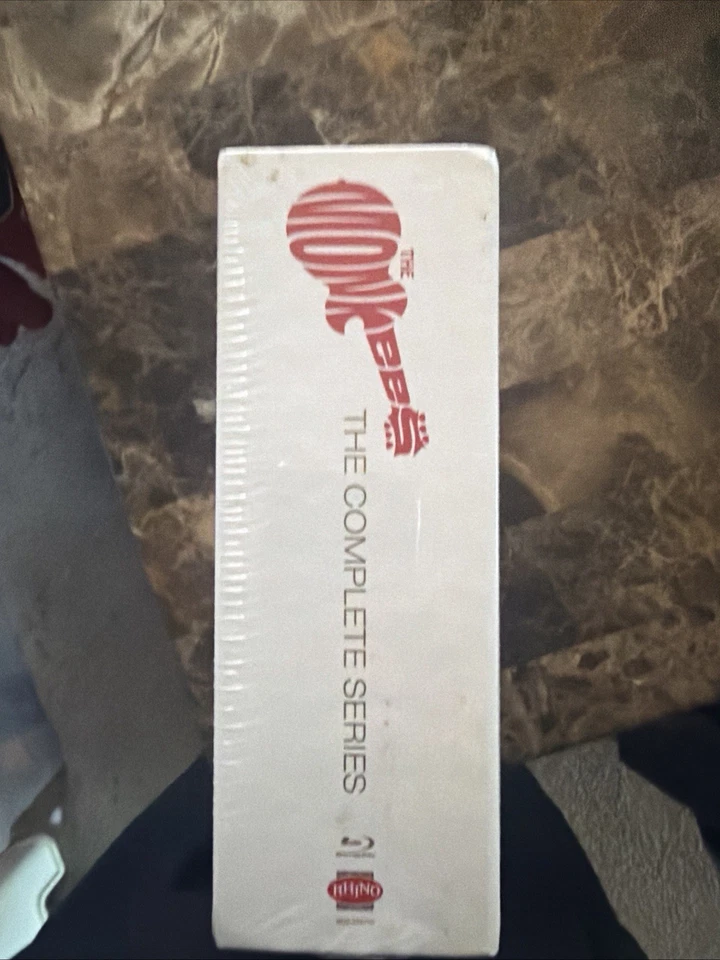 THE
MONKEES
THE COMPLETE SERIES
RHINO